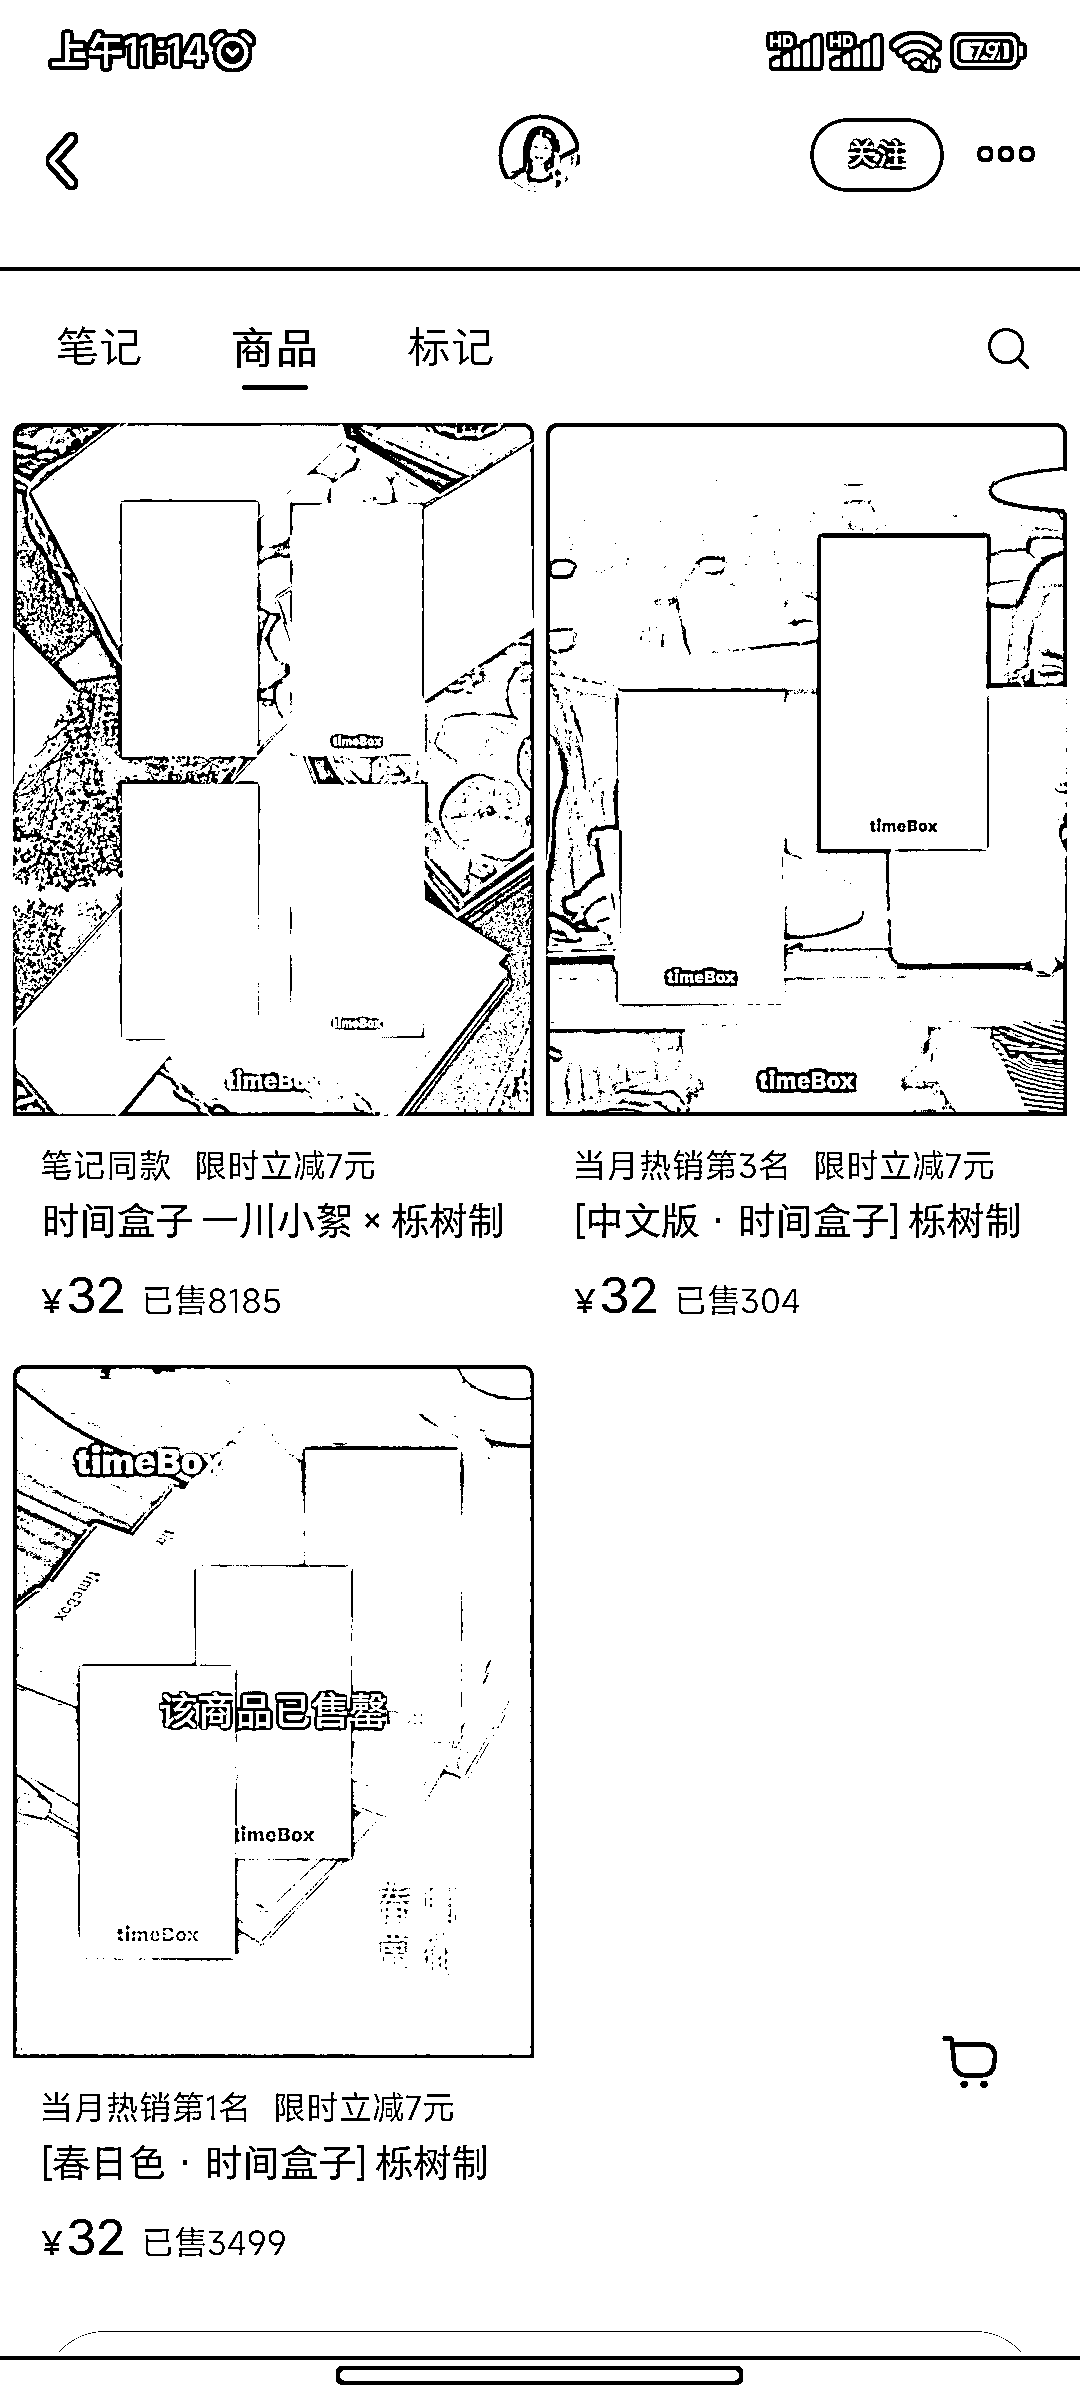 上午11:14
HD HD 79
关注
笔记 商品 标记
timeBox
timeBox
timeBox
timeBox
timeBox
笔记同款 限时立减7元
时间盒子 一川小絮 × 栎树制
¥32 已售8185
当月热销第3名 限时立减7元
[中文版 · 时间盒子] 栎树制
¥32 已售304
timeBox
timeBox
该商品已售罄
timeBox
timeBox
当月热销第1名 限时立减7元
[春日色 · 时间盒子] 栎树制
¥32 已售3499